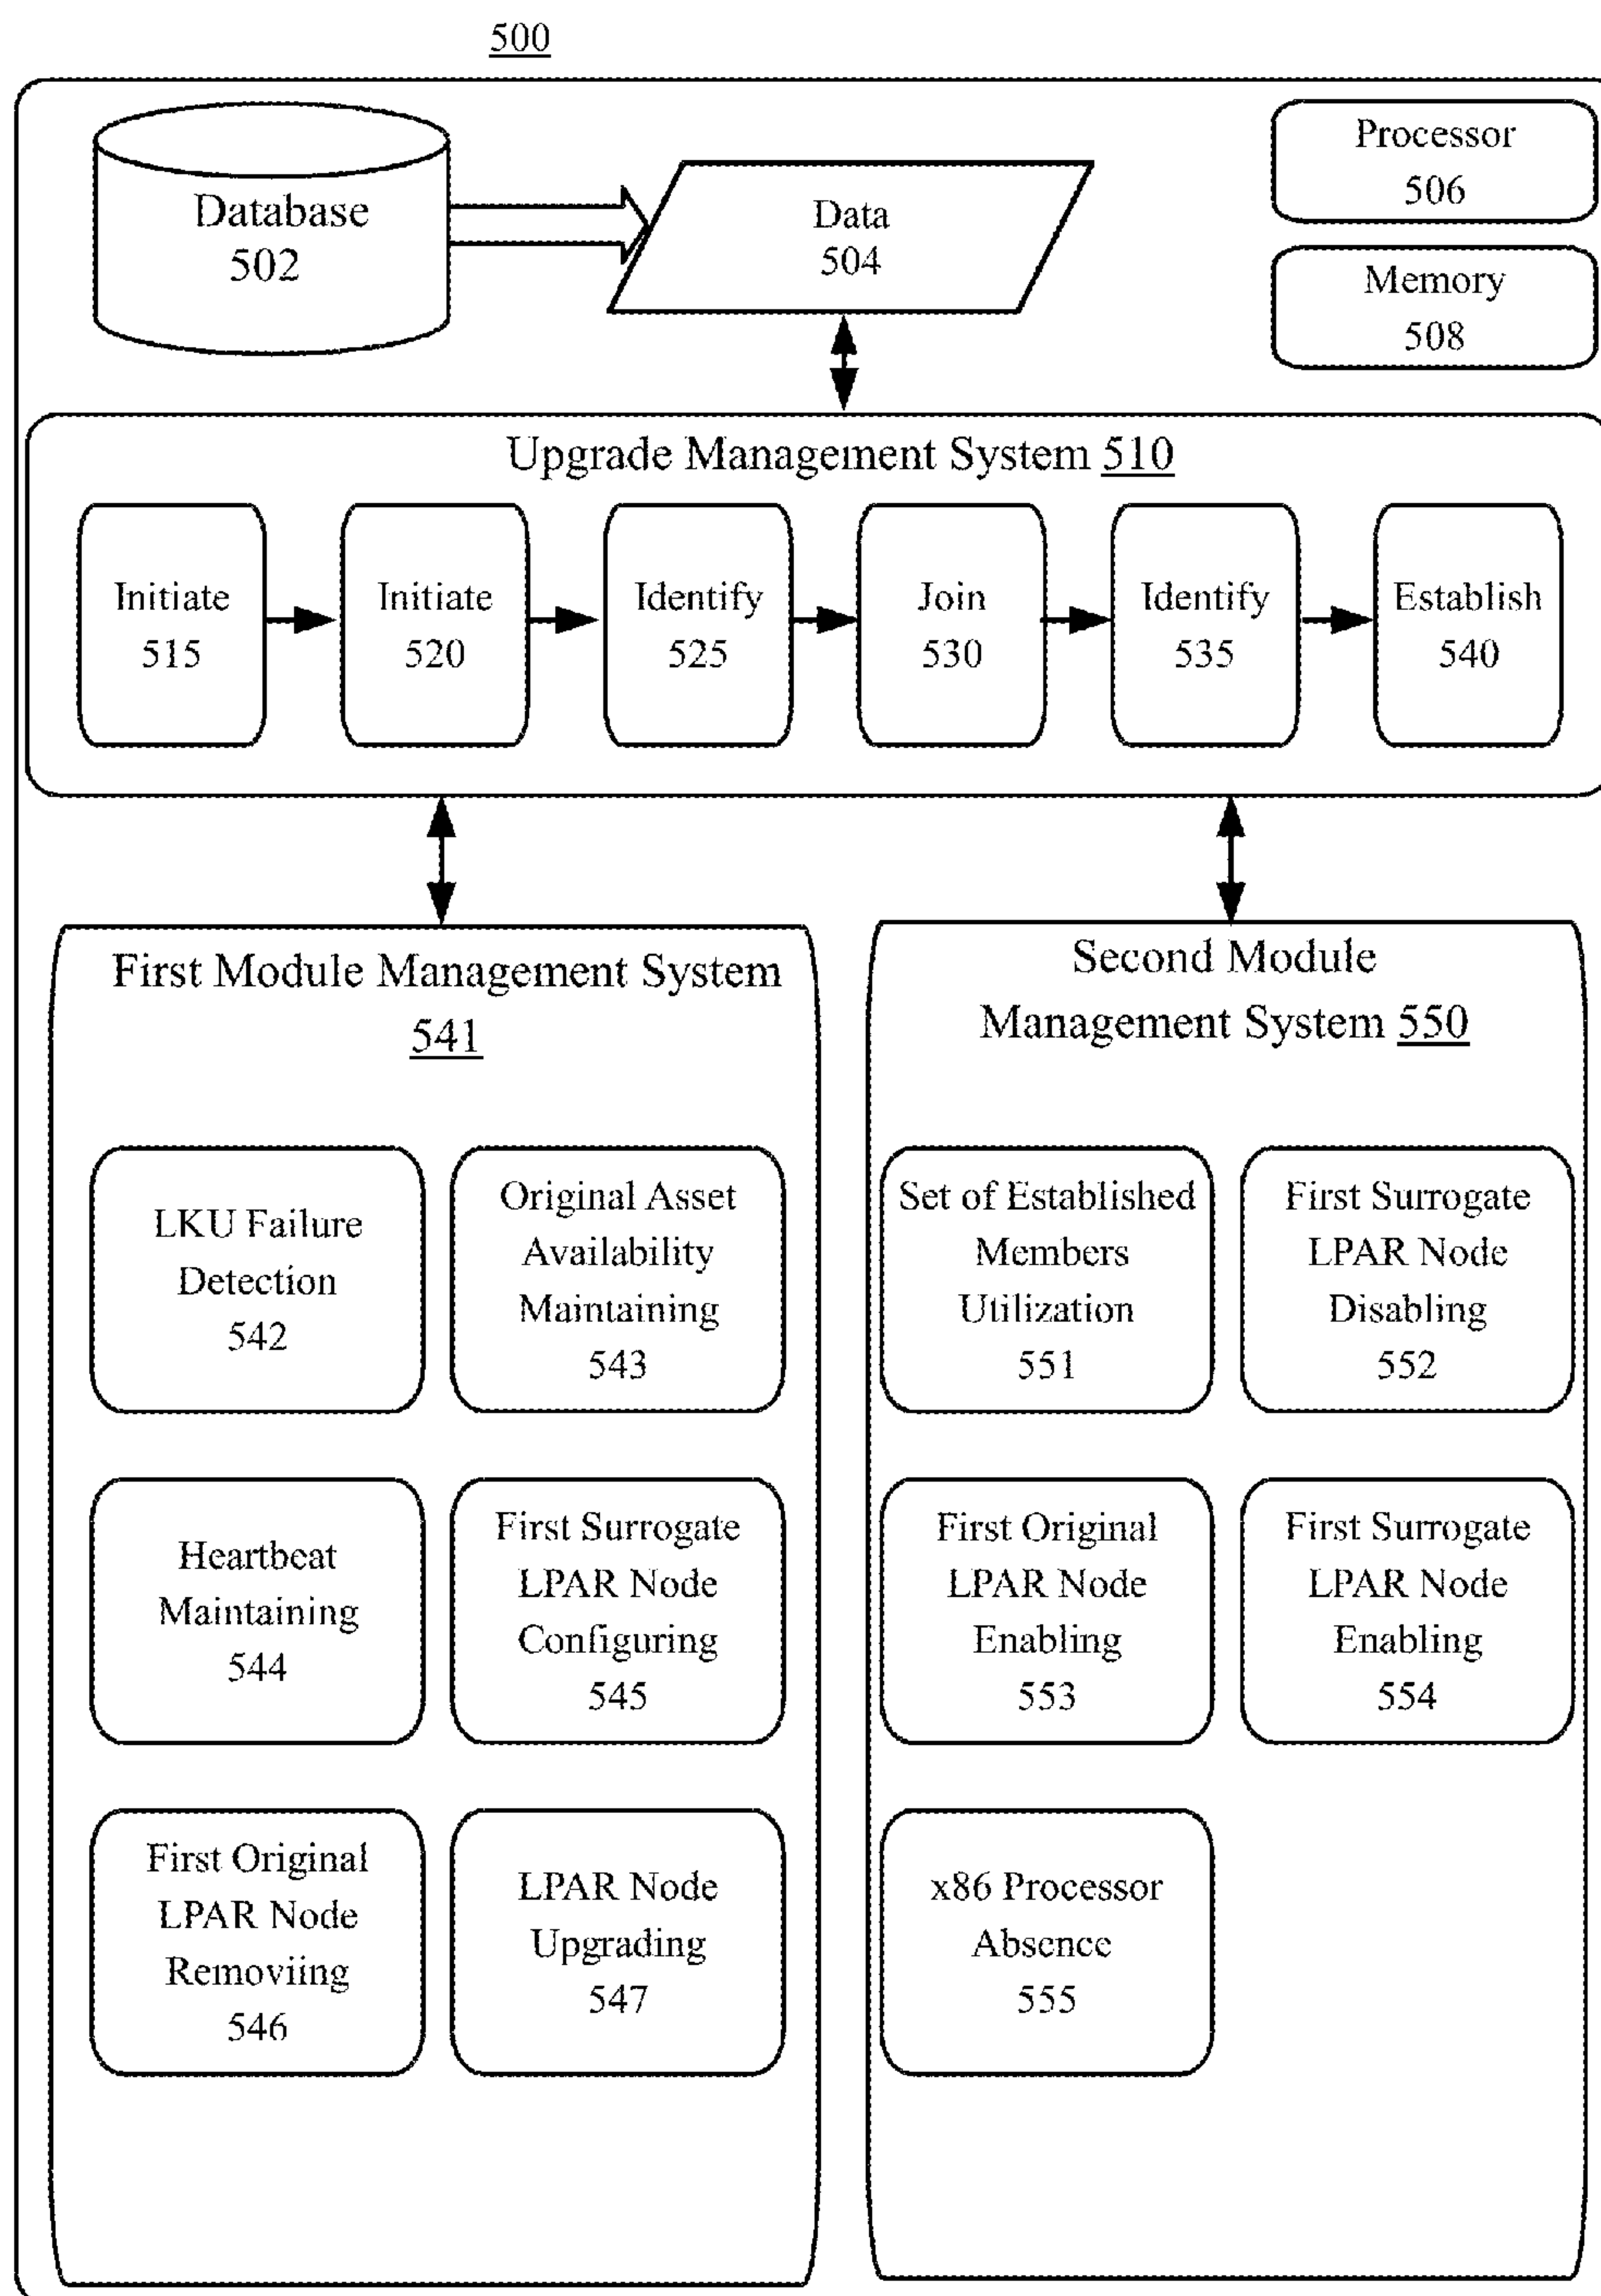 500
Database
502
Data
504
Processor
506
Memory
508
Upgrade Management System 510
Initiate
515
Initiate
520
Identify
525
Join
530
Identify
535
Establish
540
First Module Management System
541
LKU Failure
Detection
542
Original Asset
Availability
Maintaining
543
Heartbeat
Maintaining
544
First Surrogate
LPAR Node
Configuring
545
First Original
LPAR Node
Removiing
546
LPAR Node
Upgrading
547
Second Module
Management System 550
Set of Established
Members
Utilization
551
First Surrogate
LPAR Node
Disabling
552
First Original
LPAR Node
Enabling
553
First Surrogate
LPAR Node
Enabling
554
x86 Processor
Absence
555